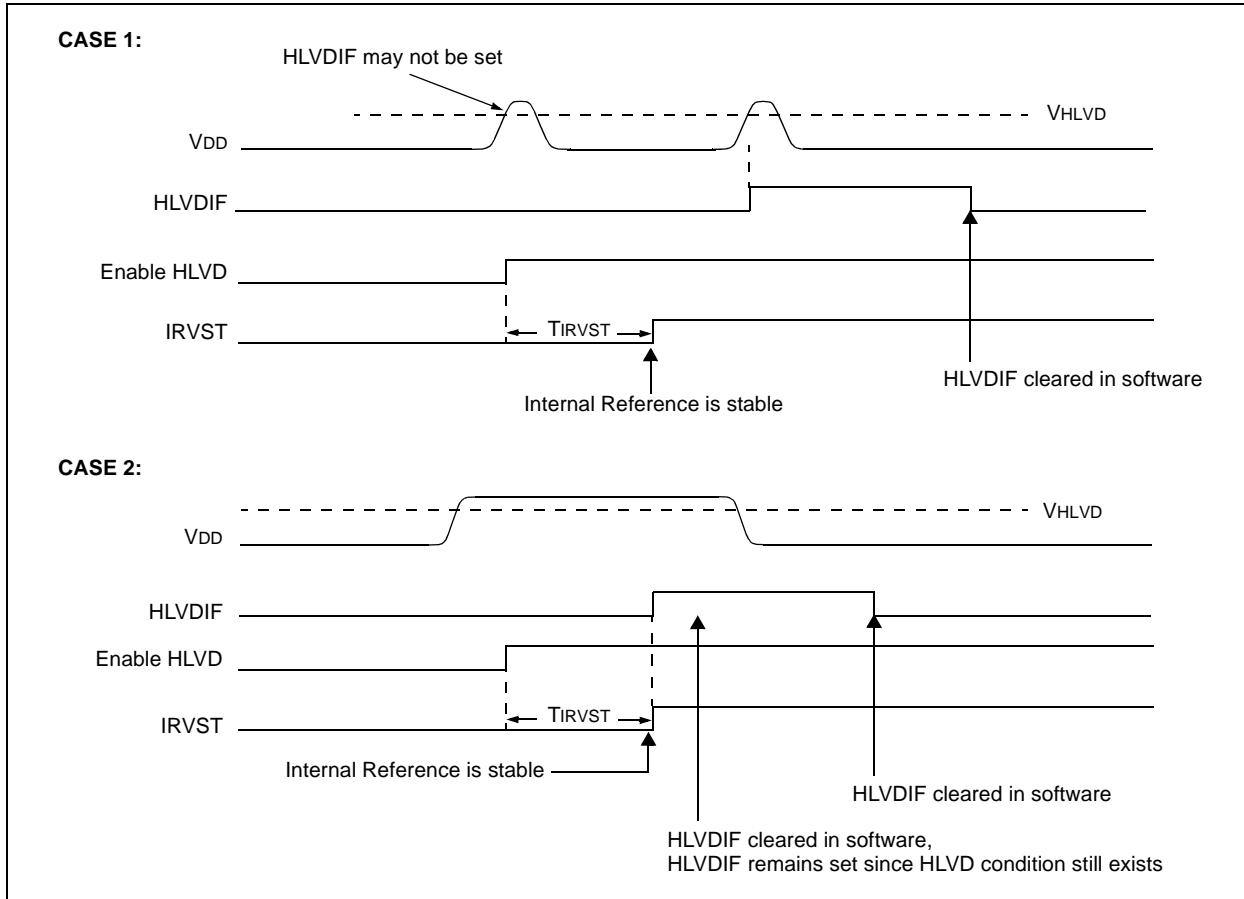 CASE 1:
HLVDIF may not be set
VHLVD
VDD
HLVDIF
Enable HLVD
TIRVST
IRVST
HLVDIF cleared in software
Internal Reference is stable
CASE 2:
VHLVD
VDD
HLVDIF
Enable HLVD
TIRVST
IRVST
Internal Reference is stable
HLVDIF cleared in software
HLVDIF cleared in software,
HLVDIF remains set since HLVD condition still exists